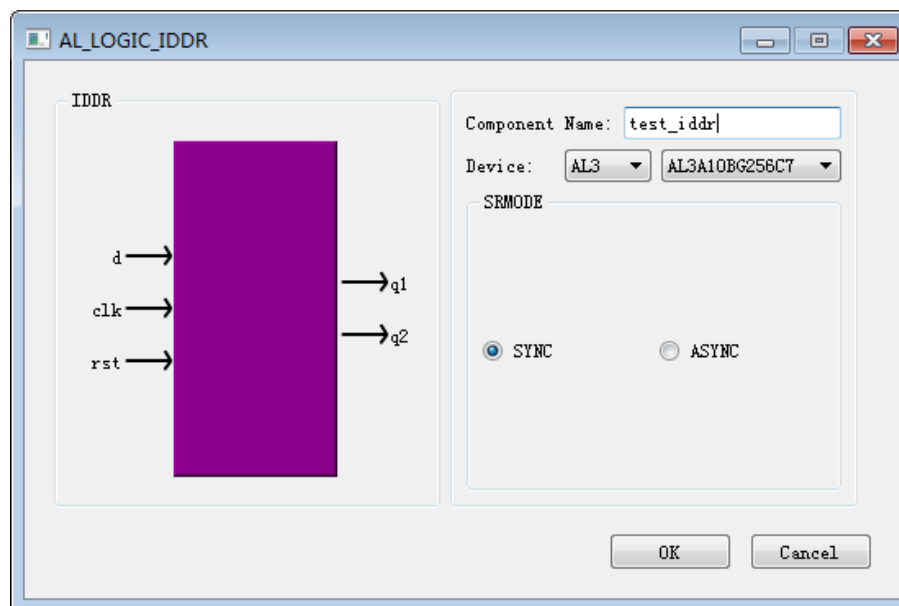 AL_LOGIC_IDDR
IDDR
d
clk
rst
q1
q2
Component Name: test_iddr
Device: AL3 AL3A10BG256C7
SRMODE
SYNC ASYNC
OK Cancel